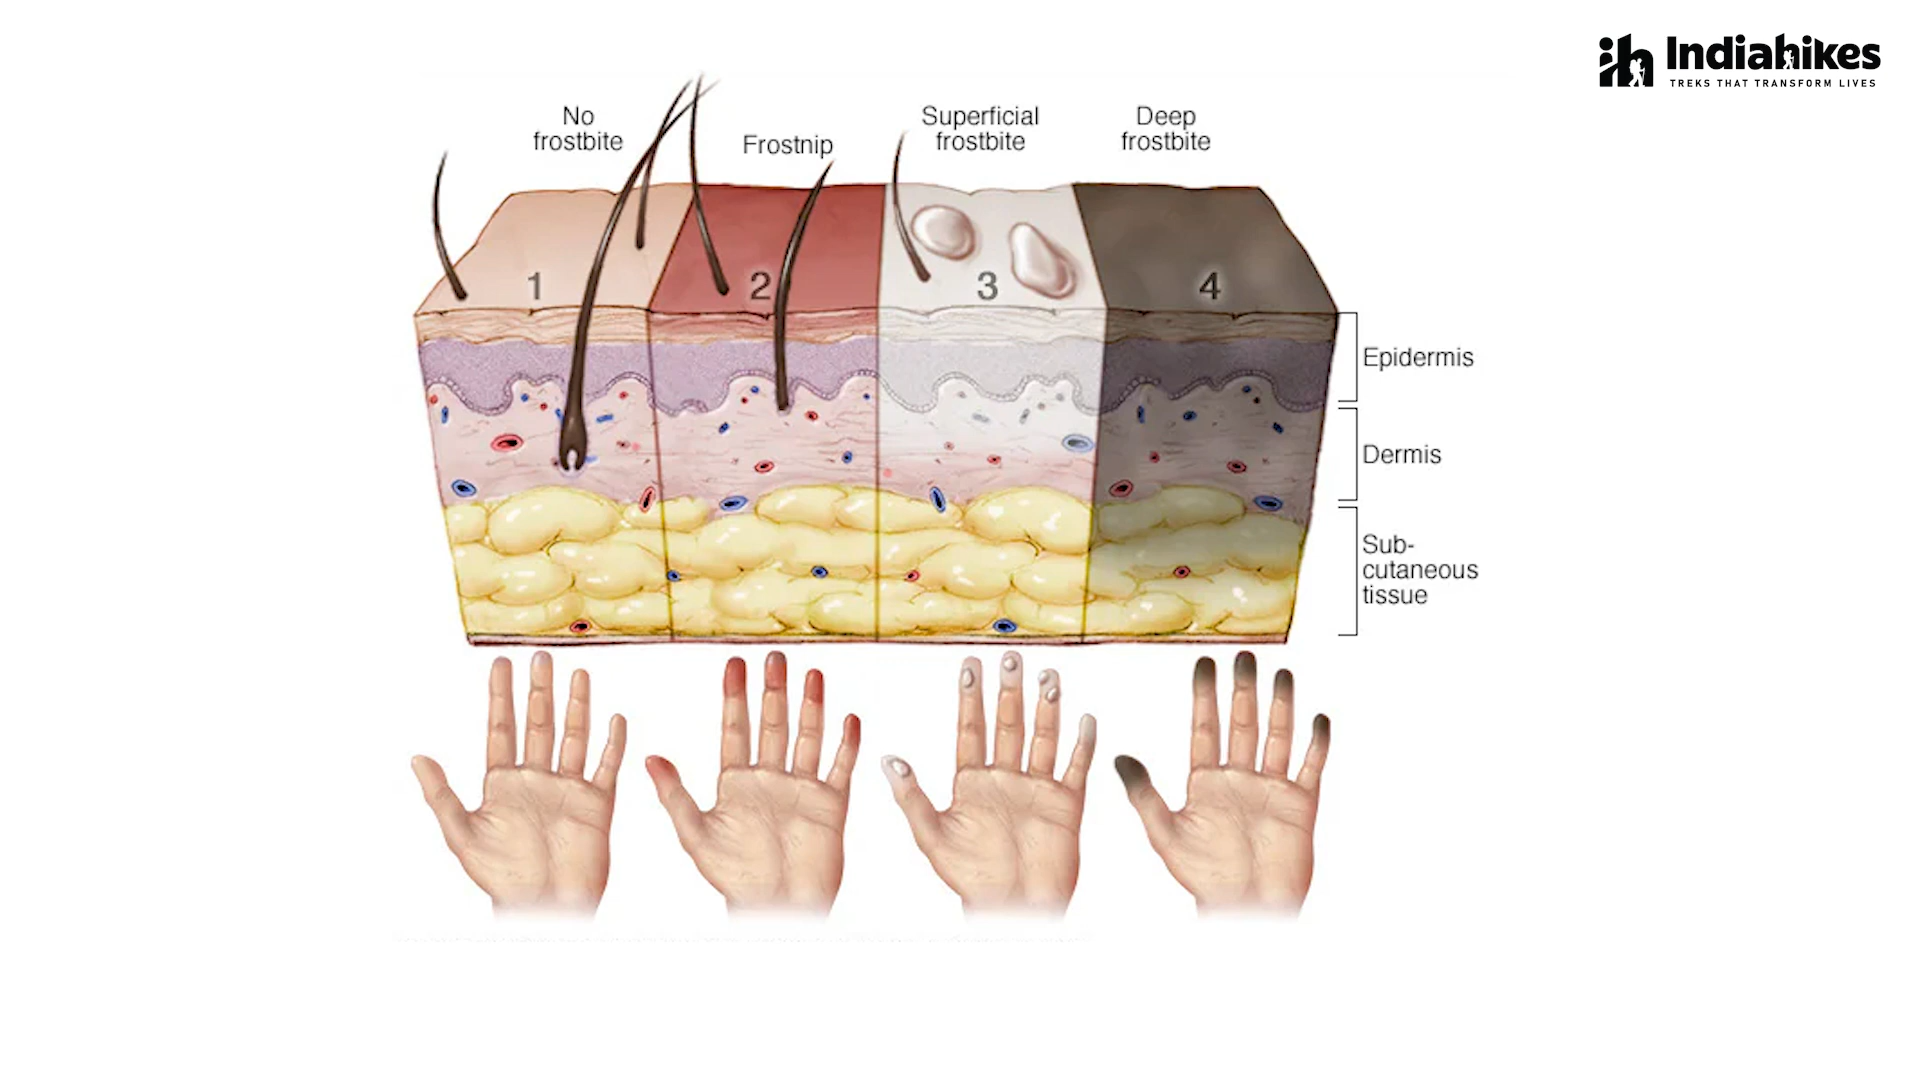 Indiahikes
TREKS THAT TRANSFORM LIVES
No
frostbite
Frostnip
Superficial
frostbite
Deep
frostbite
1
2
3
4
Epidermis
Dermis
Sub-
cutaneous
tissue